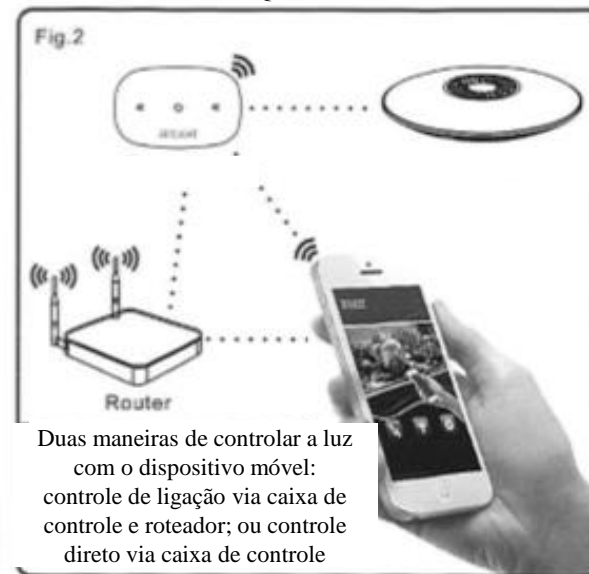 Fig.2
Router
Duas maneiras de controlar a luz
com o dispositivo móvel:
controle de ligação via caixa de
controle e roteador; ou controle
direto via caixa de controle